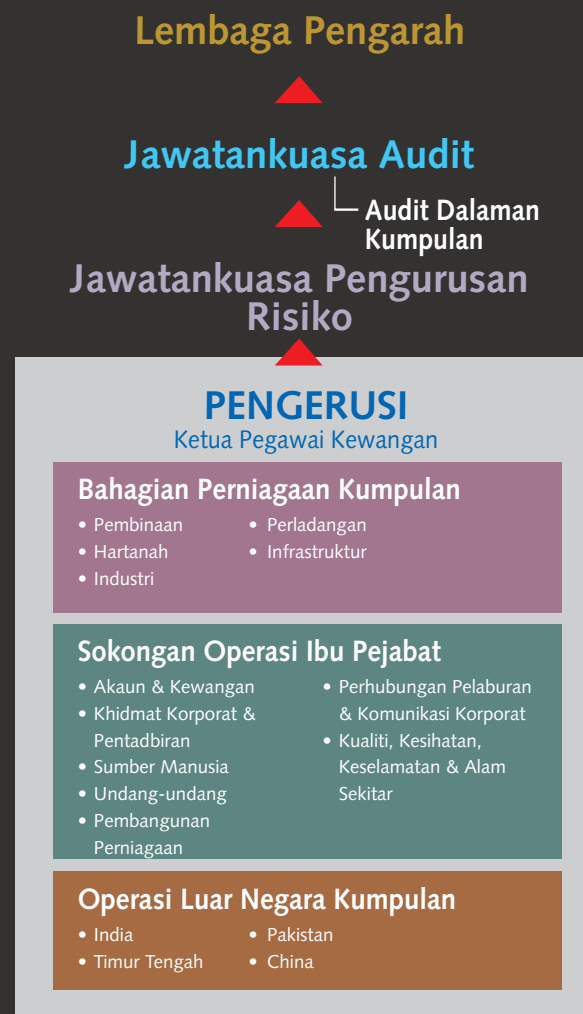 Lembaga Pengarah
Jawatankuasa Audit
Audit Dalaman
Kumpulan
Jawatankuasa Pengurusan
Risiko
PENGERUSI
Ketua Pegawai Kewangan
Bahagian Perniagaan Kumpulan
• Pembinaan
• Hartanah
• Industri
• Perladangan
• Infrastruktur
Sokongan Operasi Ibu Pejabat
• Akaun & Kewangan
• Khidmat Korporat &
Pentadbiran
• Sumber Manusia
• Undang-undang
• Pembangunan
Perniagaan
• Perhubungan Pelaburan
& Komunikasi Korporat
• Kualiti, Kesihatan,
Keselamatan & Alam
Sekitar
Operasi Luar Negara Kumpulan
• India
• Timur Tengah
• Pakistan
• China